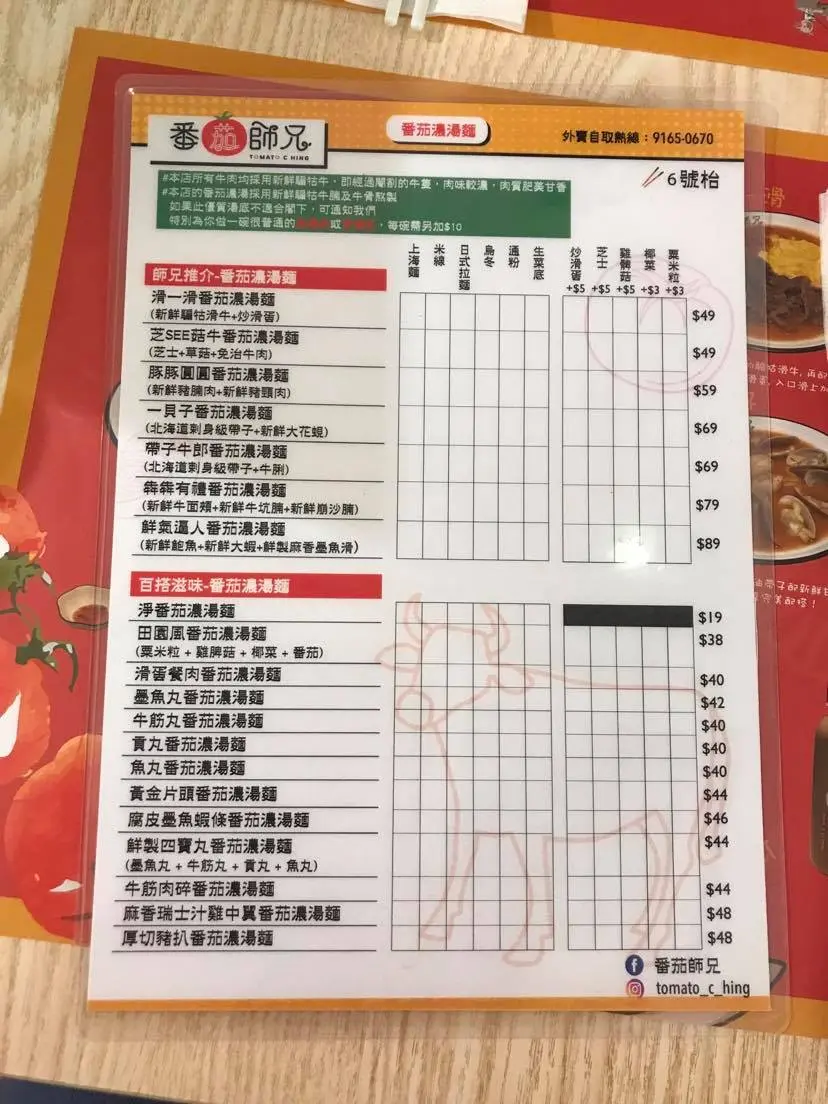 番茄師兄
TOMATO C HING
番茄濃湯麵
外賣自取熱線：9165-0670
6號枱
#本店所有牛肉均採用新鮮騸牯牛，即經過閹割的牛隻，肉味較濃，肉質肥美甘香
#本店的番茄濃湯採用新鮮騸牯牛腩及牛骨熬製
如果此優質湯底不適合閣下，可通知我們
特別為你做一碗很普通的 或 ，每碗需另加$10
上海麵 米線 日式拉麵 烏冬 通粉 生菜底 炒滑蛋+$5 芝士+$5 雞髀菇+$5 椰菜+$3 粟米粒+$3
師兄推介-番茄濃湯麵
滑一滑番茄濃湯麵 $49
(新鮮騸牯滑牛+炒滑蛋)
芝SEE菇牛番茄濃湯麵 $49
(芝士+草菇+免治牛肉)
豚豚圓圓番茄濃湯麵 $59
(新鮮豬腩肉+新鮮豬頸肉)
一貝子番茄濃湯麵 $69
(北海道刺身級帶子+新鮮大花蜆)
帶子牛郎番茄濃湯麵 $69
(北海道刺身級帶子+牛脷)
犇犇有禮番茄濃湯麵 $79
(新鮮牛面頰+新鮮牛坑腩+新鮮崩沙腩)
鮮氣逼人番茄濃湯麵 $89
(新鮮鮑魚+新鮮大蝦+鮮製麻香墨魚滑)
百搭滋味-番茄濃湯麵
淨番茄濃湯麵 $19
田園風番茄濃湯麵 $38
(粟米粒 + 雞髀菇 + 椰菜 + 番茄)
滑蛋餐肉番茄濃湯麵 $40
墨魚丸番茄濃湯麵 $42
牛筋丸番茄濃湯麵 $40
貢丸番茄濃湯麵 $40
魚丸番茄濃湯麵 $40
黃金片頭番茄濃湯麵 $44
腐皮墨魚蝦條番茄濃湯麵 $46
鮮製四寶丸番茄濃湯麵 $44
(墨魚丸 + 牛筋丸 + 貢丸 + 魚丸)
牛筋肉碎番茄濃湯麵 $44
麻香瑞士汁雞中翼番茄濃湯麵 $48
厚切豬扒番茄濃湯麵 $48
番茄師兄
tomato_c_hing